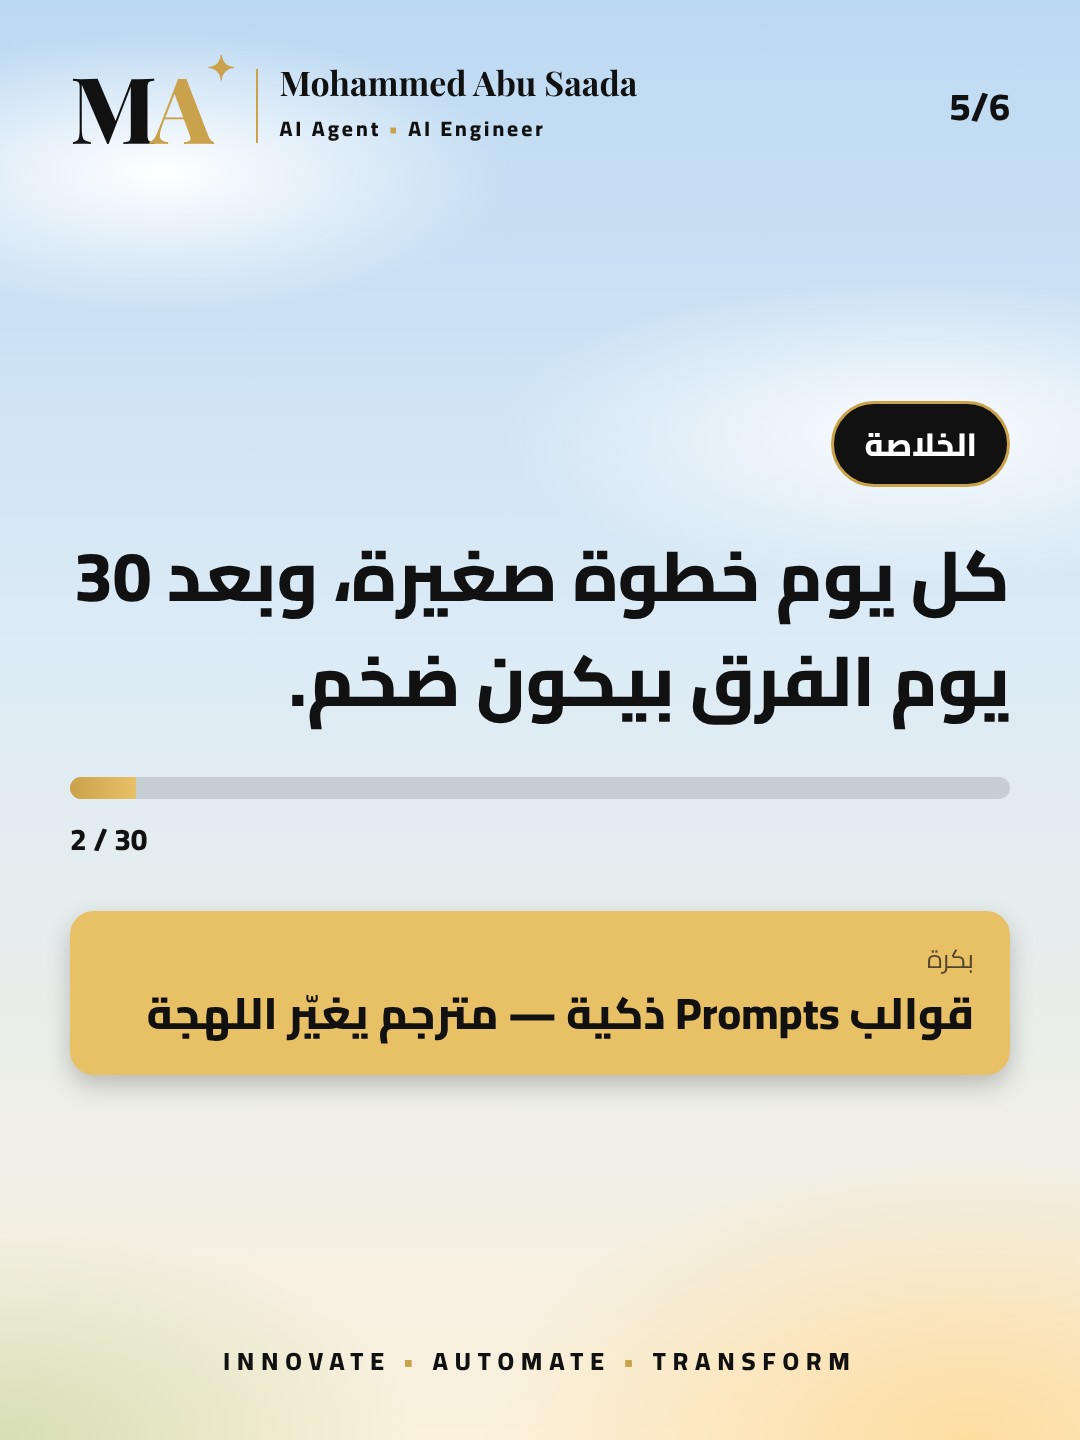 MA
Mohammed Abu Saada
AI Agent ▪ AI Engineer
5/6
الخلاصة
كل يوم خطوة صغيرة، وبعد 30
يوم الفرق بيكون ضخم.
2 / 30
بكرة
قوالب Prompts ذكية — مترجم يغيّر اللهجة
INNOVATE ▪ AUTOMATE ▪ TRANSFORM